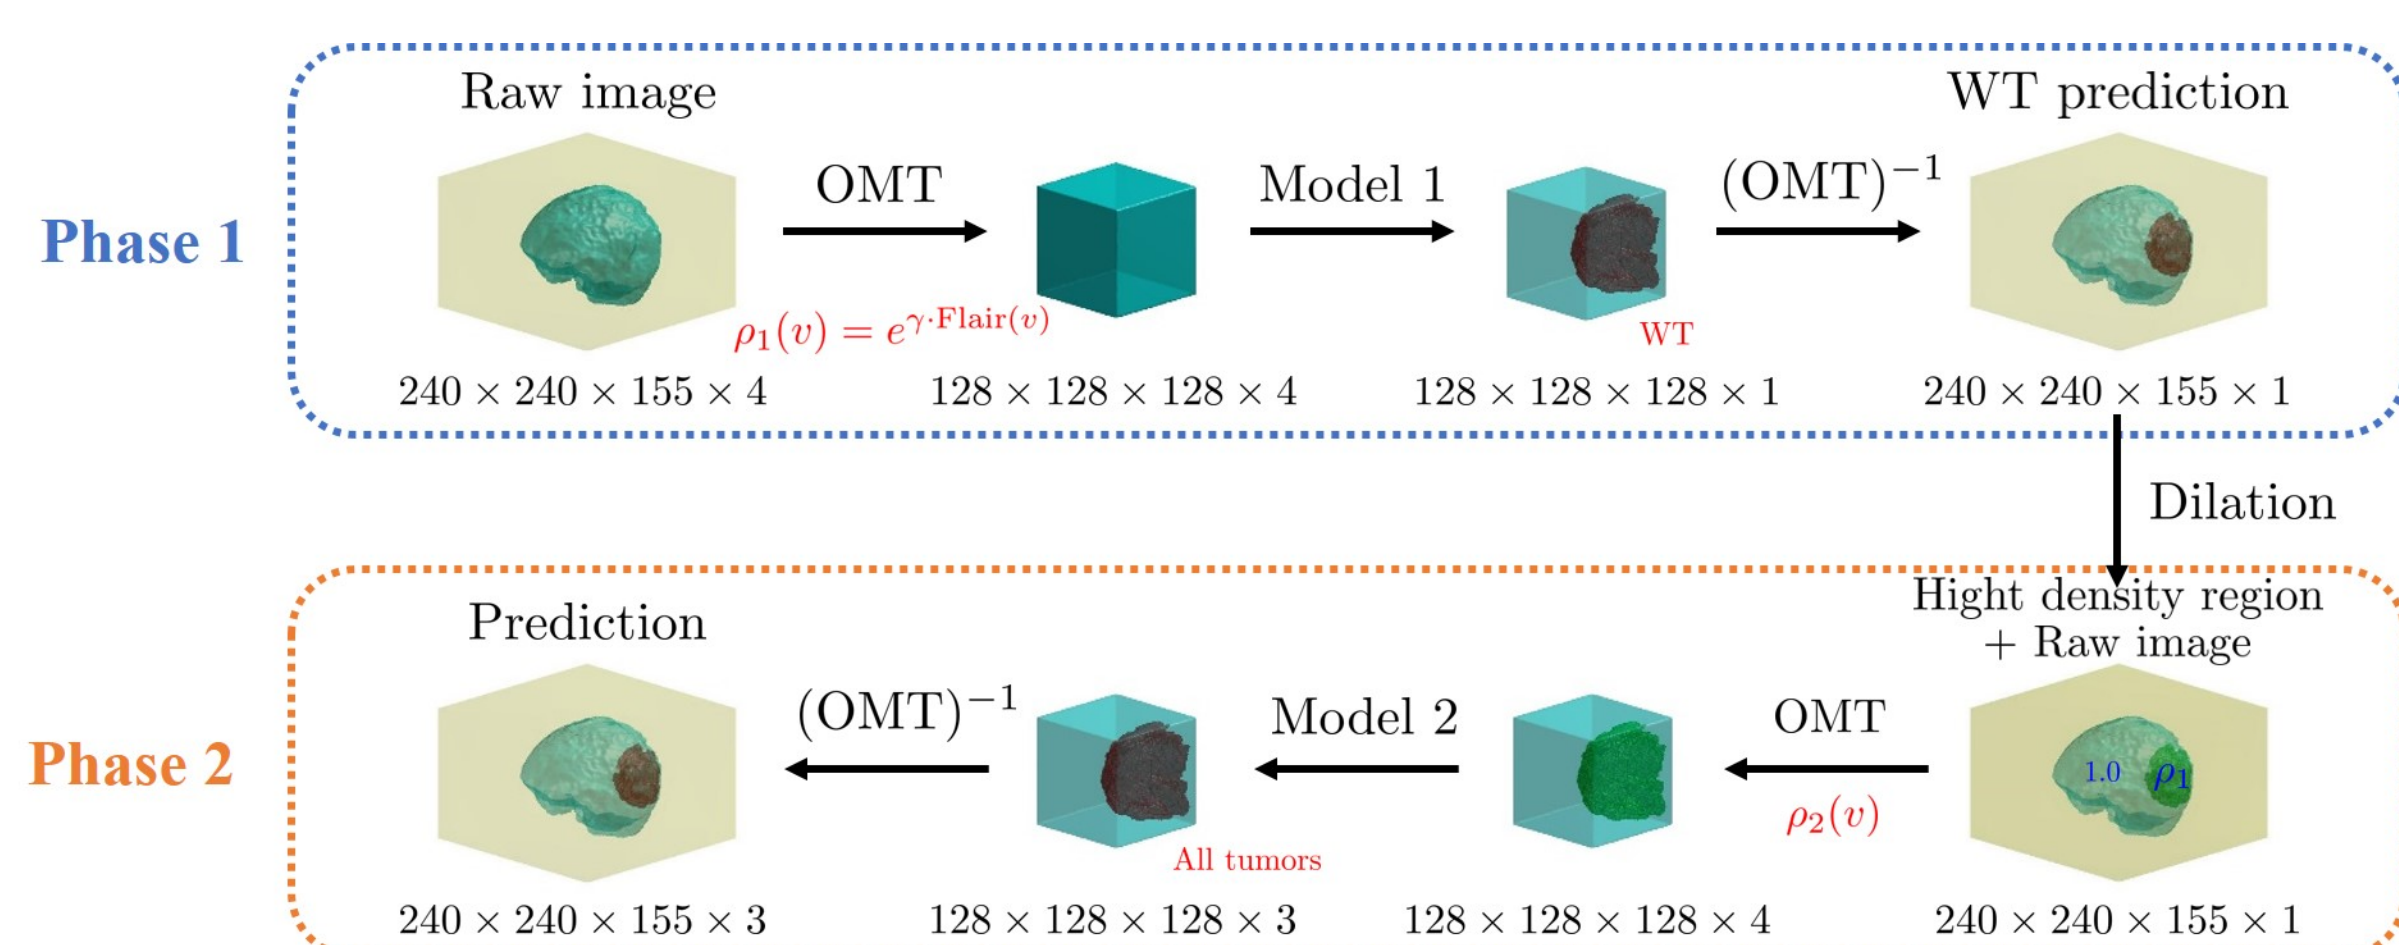 Phase 1
Raw image
OMT
Model 1
(OMT)⁻¹
WT prediction
ρ₁(v) = e^{γ·Flair(v)}
WT
240 × 240 × 155 × 4
128 × 128 × 128 × 4
128 × 128 × 128 × 1
240 × 240 × 155 × 1
Dilation
Phase 2
Hight density region
+ Raw image
1.0
ρ₁
OMT
ρ₂(v)
Model 2
All tumors
(OMT)⁻¹
Prediction
240 × 240 × 155 × 3
128 × 128 × 128 × 3
128 × 128 × 128 × 4
240 × 240 × 155 × 1